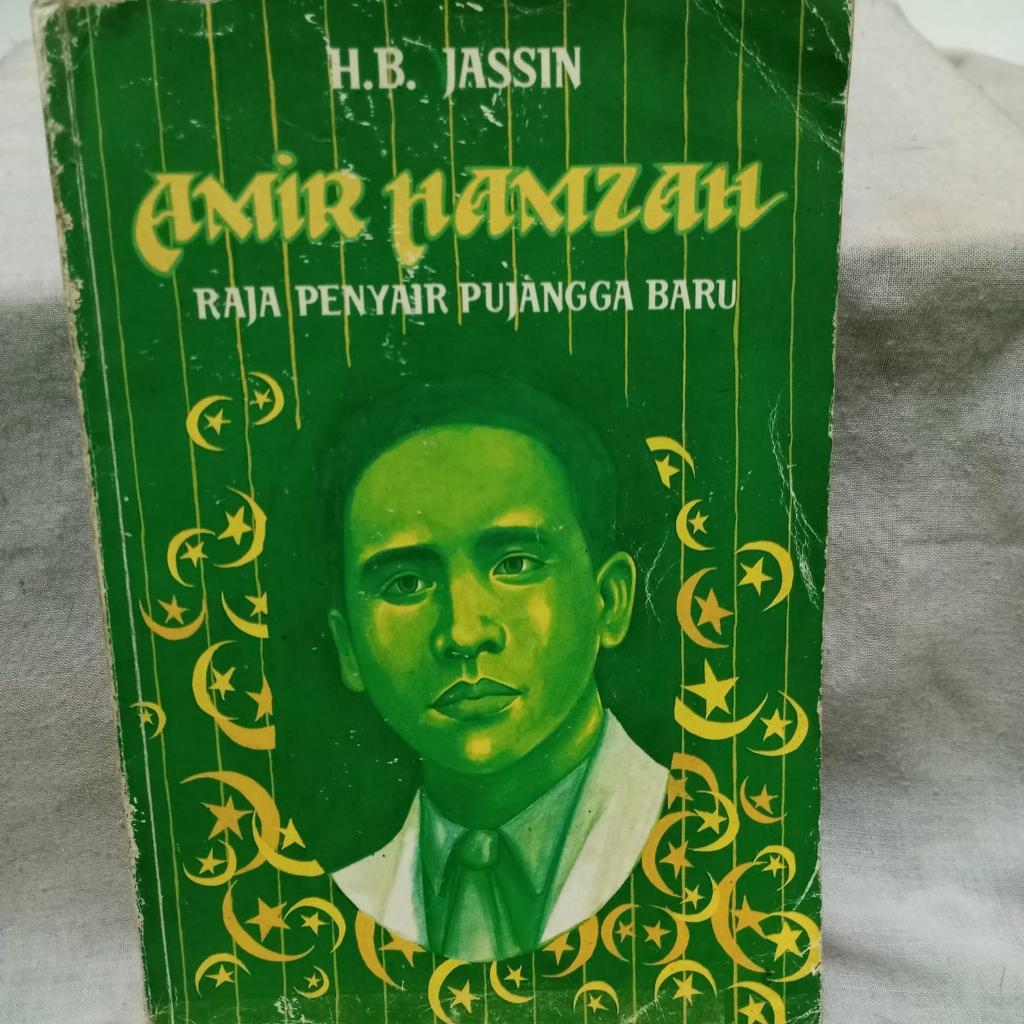 H.B. JASSIN
AMIR HAMZAH
RAJA PENYAIR PUJANGGA BARU